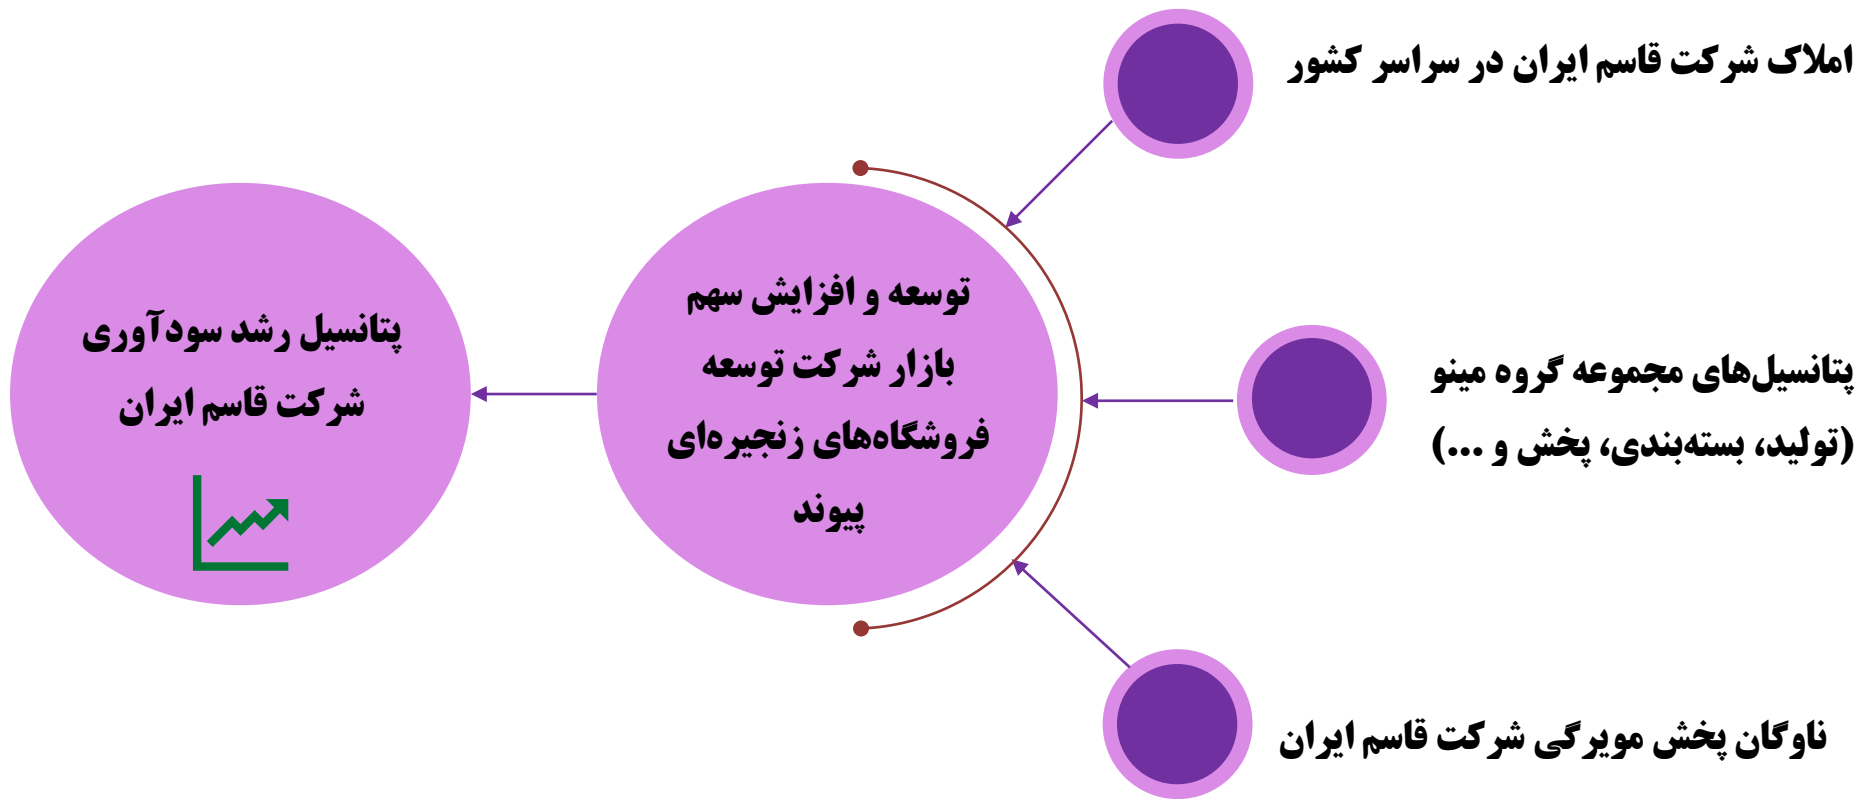 املاک شرکت قاسم ایران در سراسر کشور
پتانسیل‌های مجموعه گروه مینو
(تولید، بسته‌بندی، پخش و ...)
ناوگان پخش مویرگی شرکت قاسم ایران
توسعه و افزایش سهم
بازار شرکت توسعه
فروشگاه‌های زنجیره‌ای
پیوند
پتانسیل رشد سودآوری
شرکت قاسم ایران